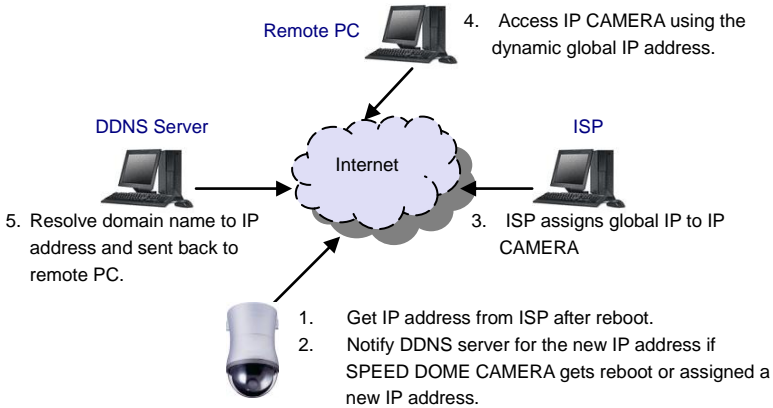 Remote PC
4. Access IP CAMERA using the
dynamic global IP address.
DDNS Server
ISP
Internet
5. Resolve domain name to IP
address and sent back to
remote PC.
3. ISP assigns global IP to IP
CAMERA
1. Get IP address from ISP after reboot.
2. Notify DDNS server for the new IP address if
SPEED DOME CAMERA gets reboot or assigned a
new IP address.